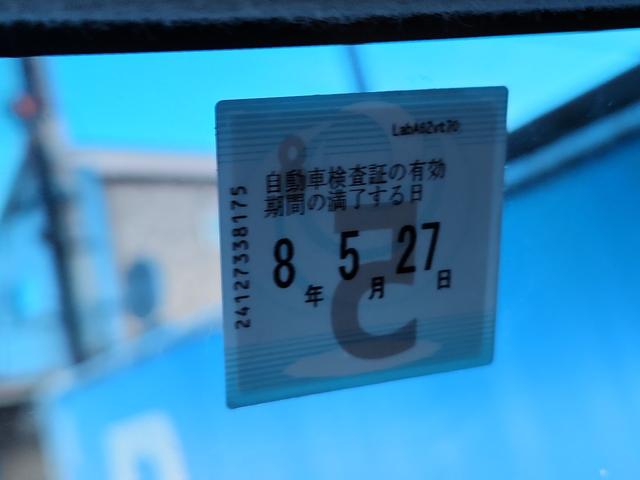 LabA62vt20
自動車検査証の有効
期間の満了する日
8年5月27日
24127338175